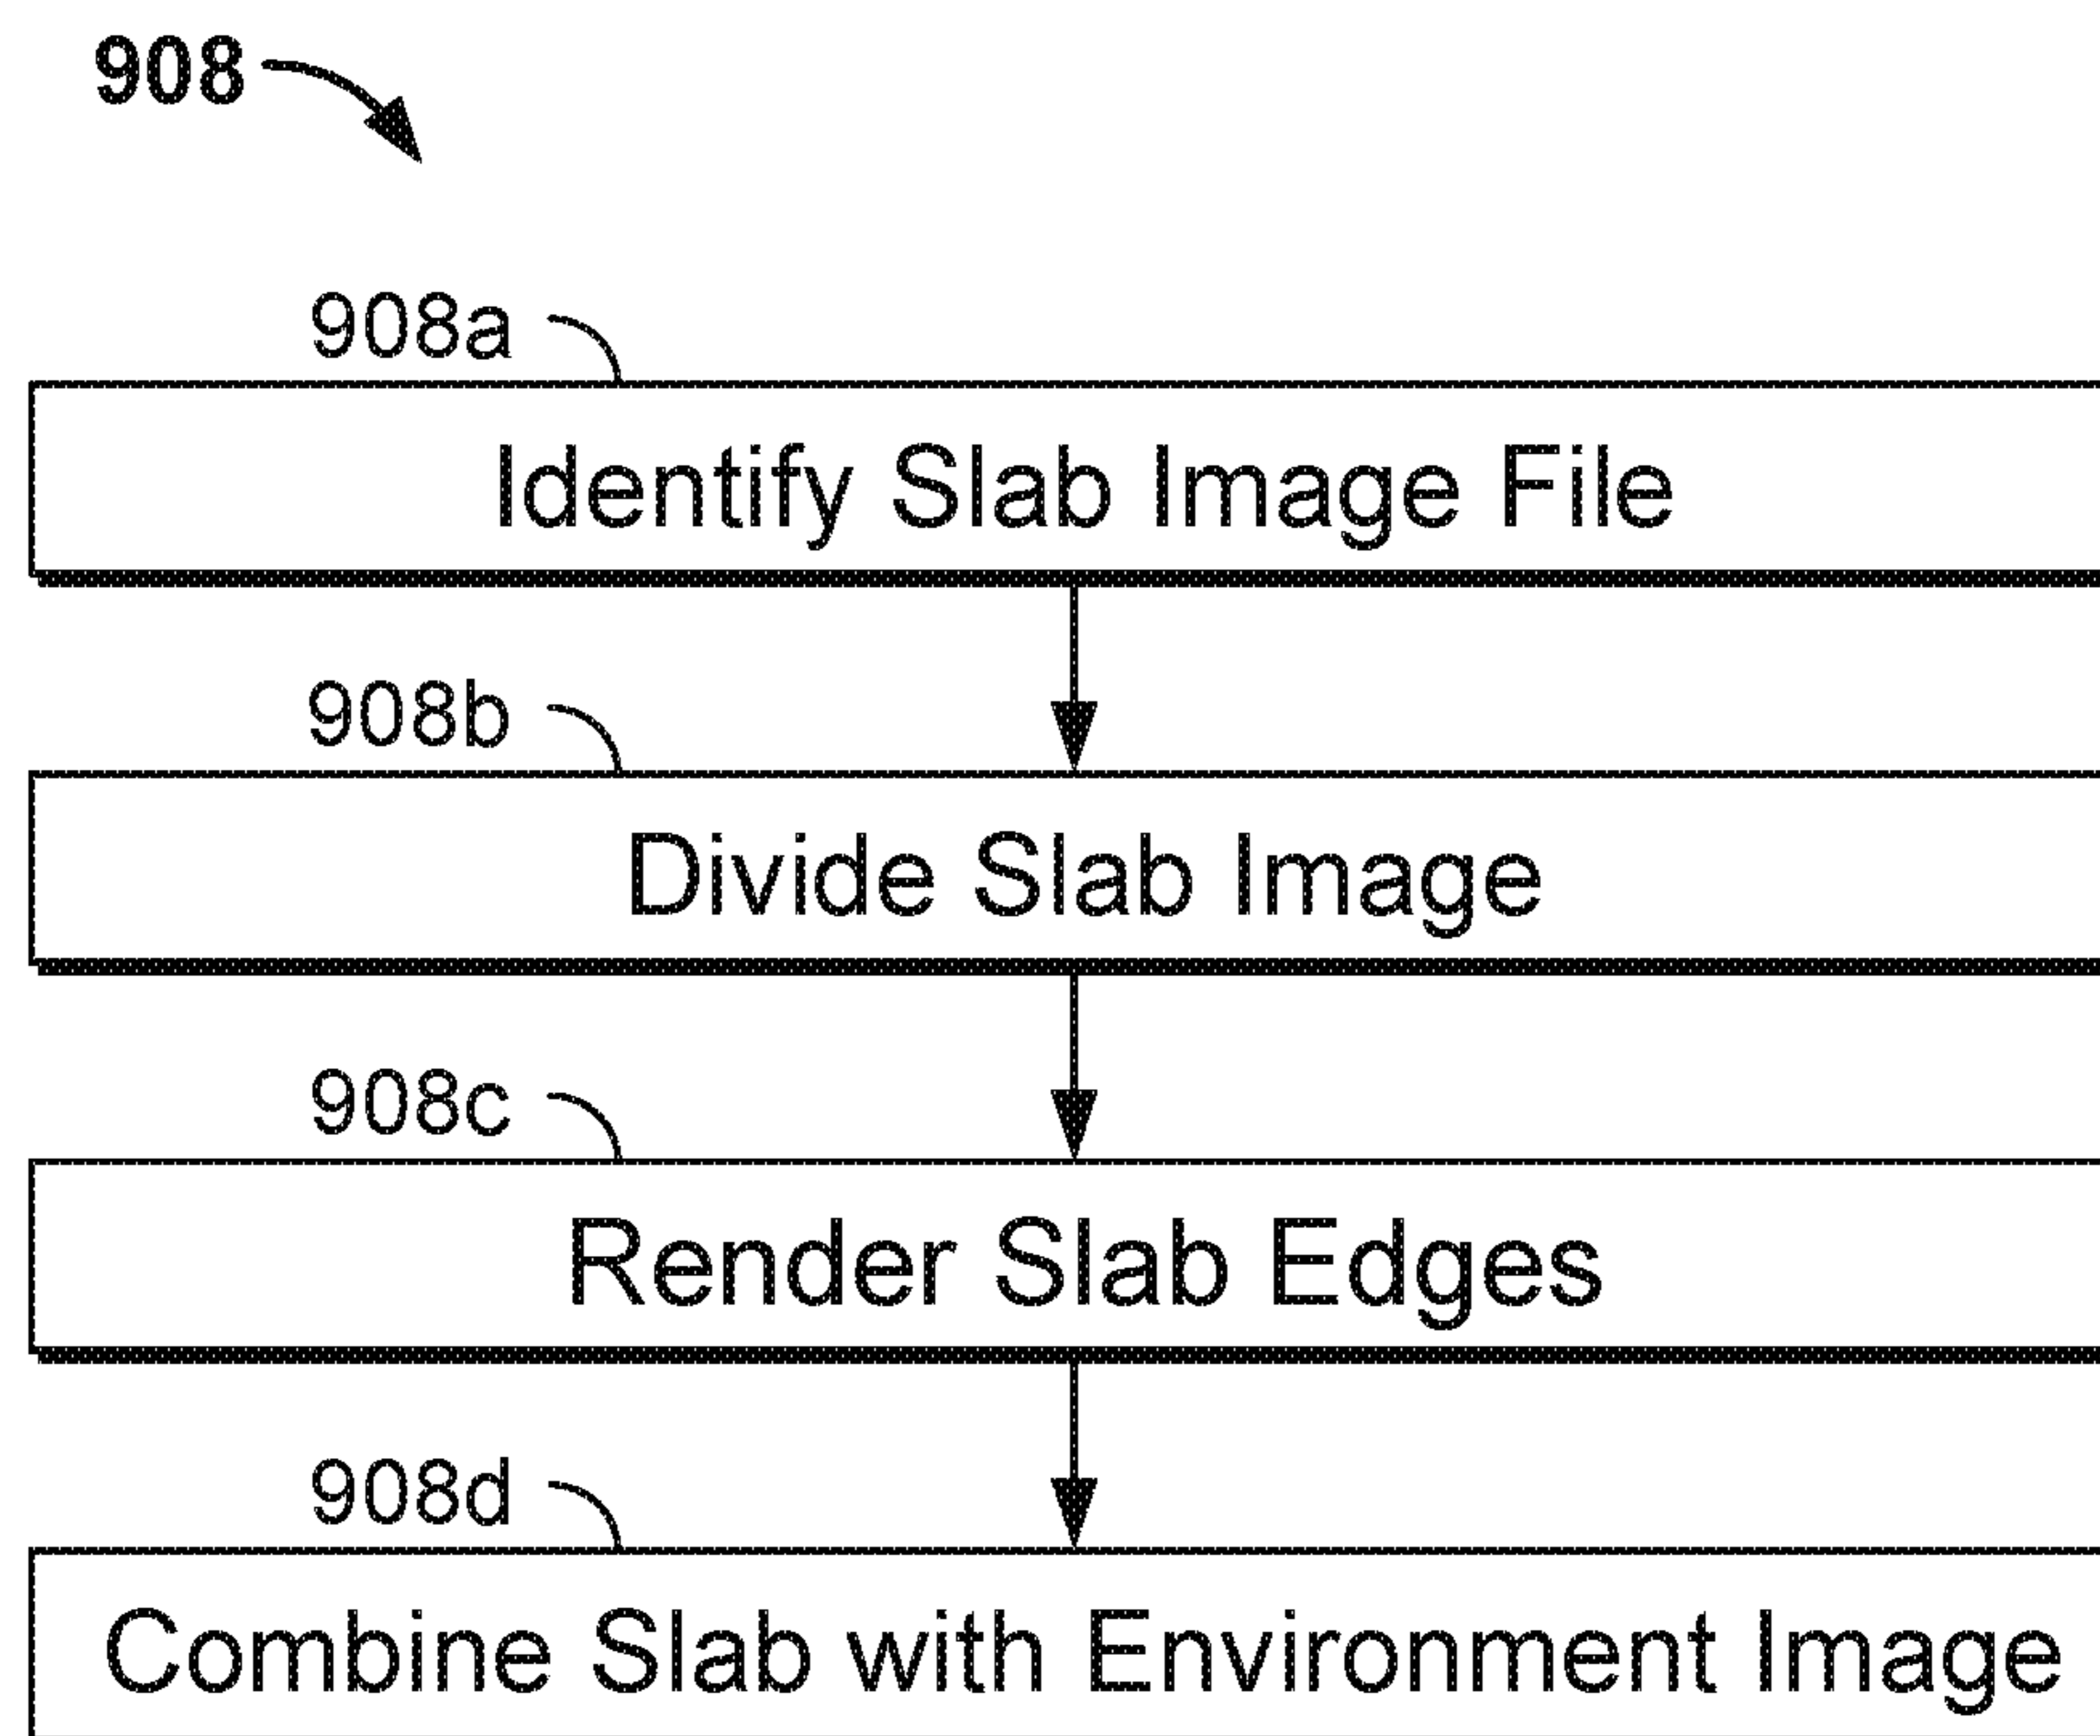 908
908a
Identify Slab Image File
908b
Divide Slab Image
908c
Render Slab Edges
908d
Combine Slab with Environment Image